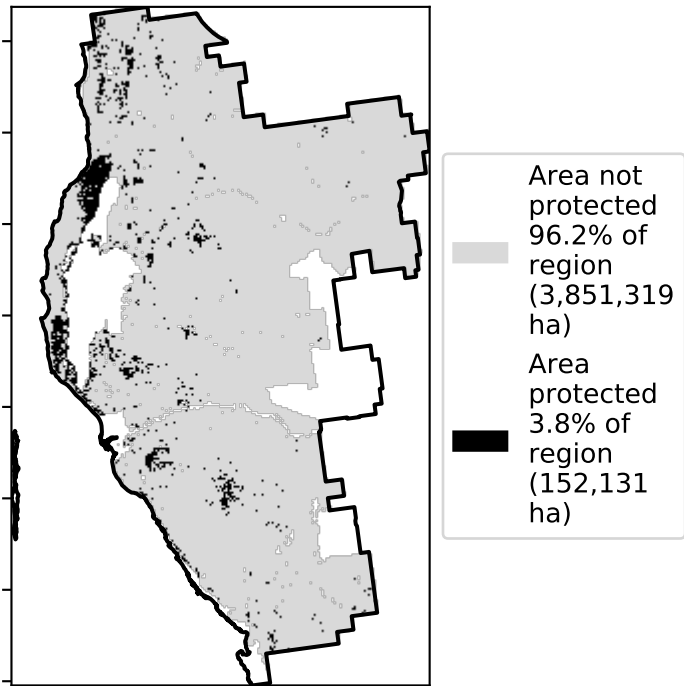 Area not
protected
96.2% of
region
(3,851,319
ha)
Area
protected
3.8% of
region
(152,131
ha)